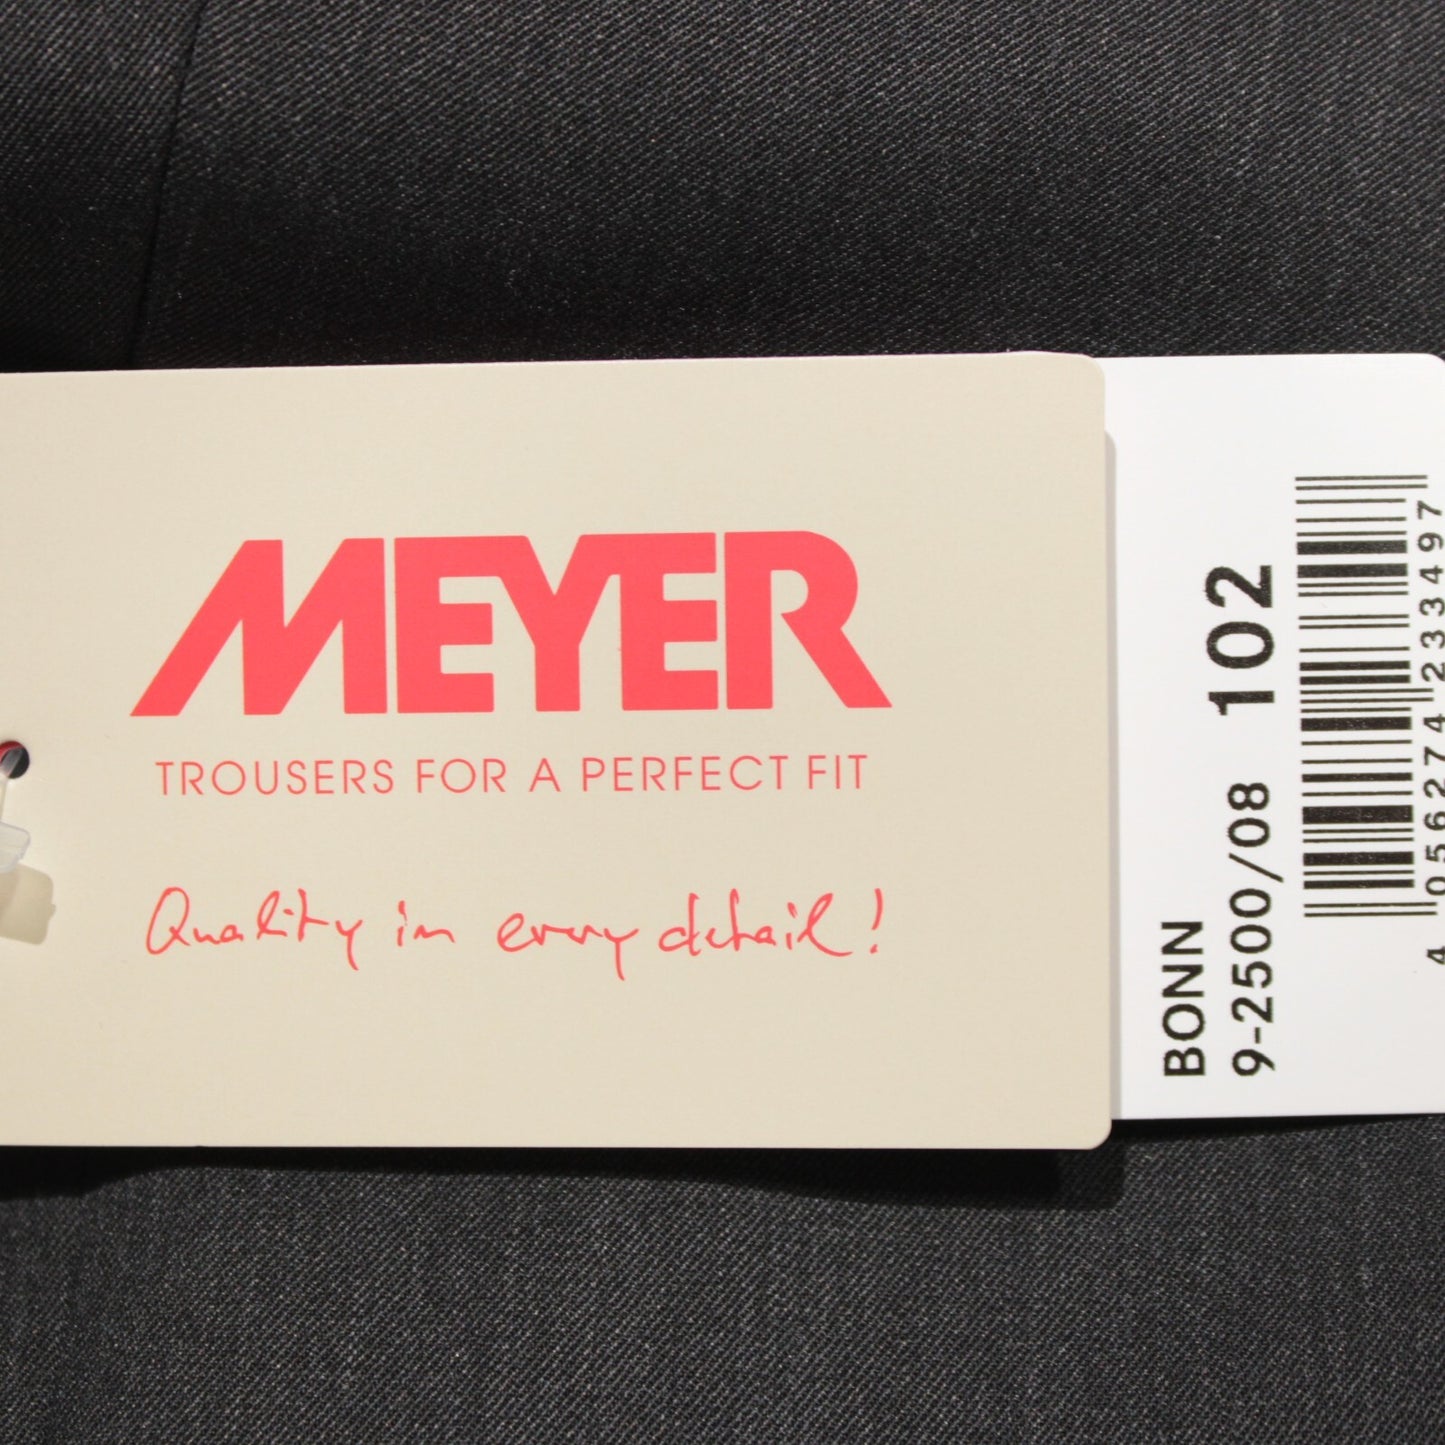 MEYER
TROUSERS FOR A PERFECT FIT
Quality in every detail!
BONN
9-2500/08 102
4 056274 233497